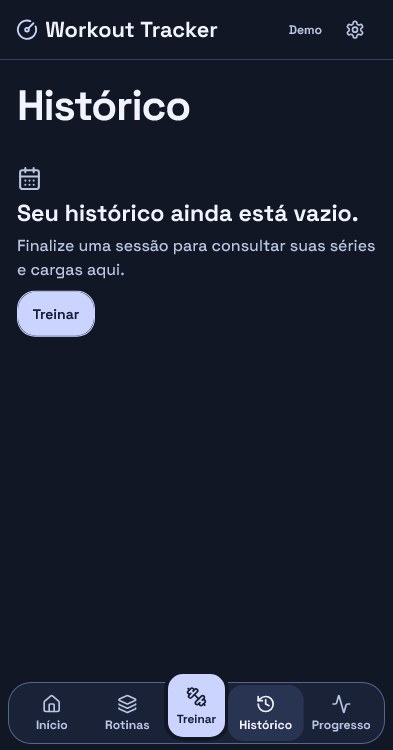 Workout Tracker
Demo
Histórico
Seu histórico ainda está vazio.
Finalize uma sessão para consultar suas séries
e cargas aqui.
Treinar
Início
Rotinas
Treinar
Histórico
Progresso